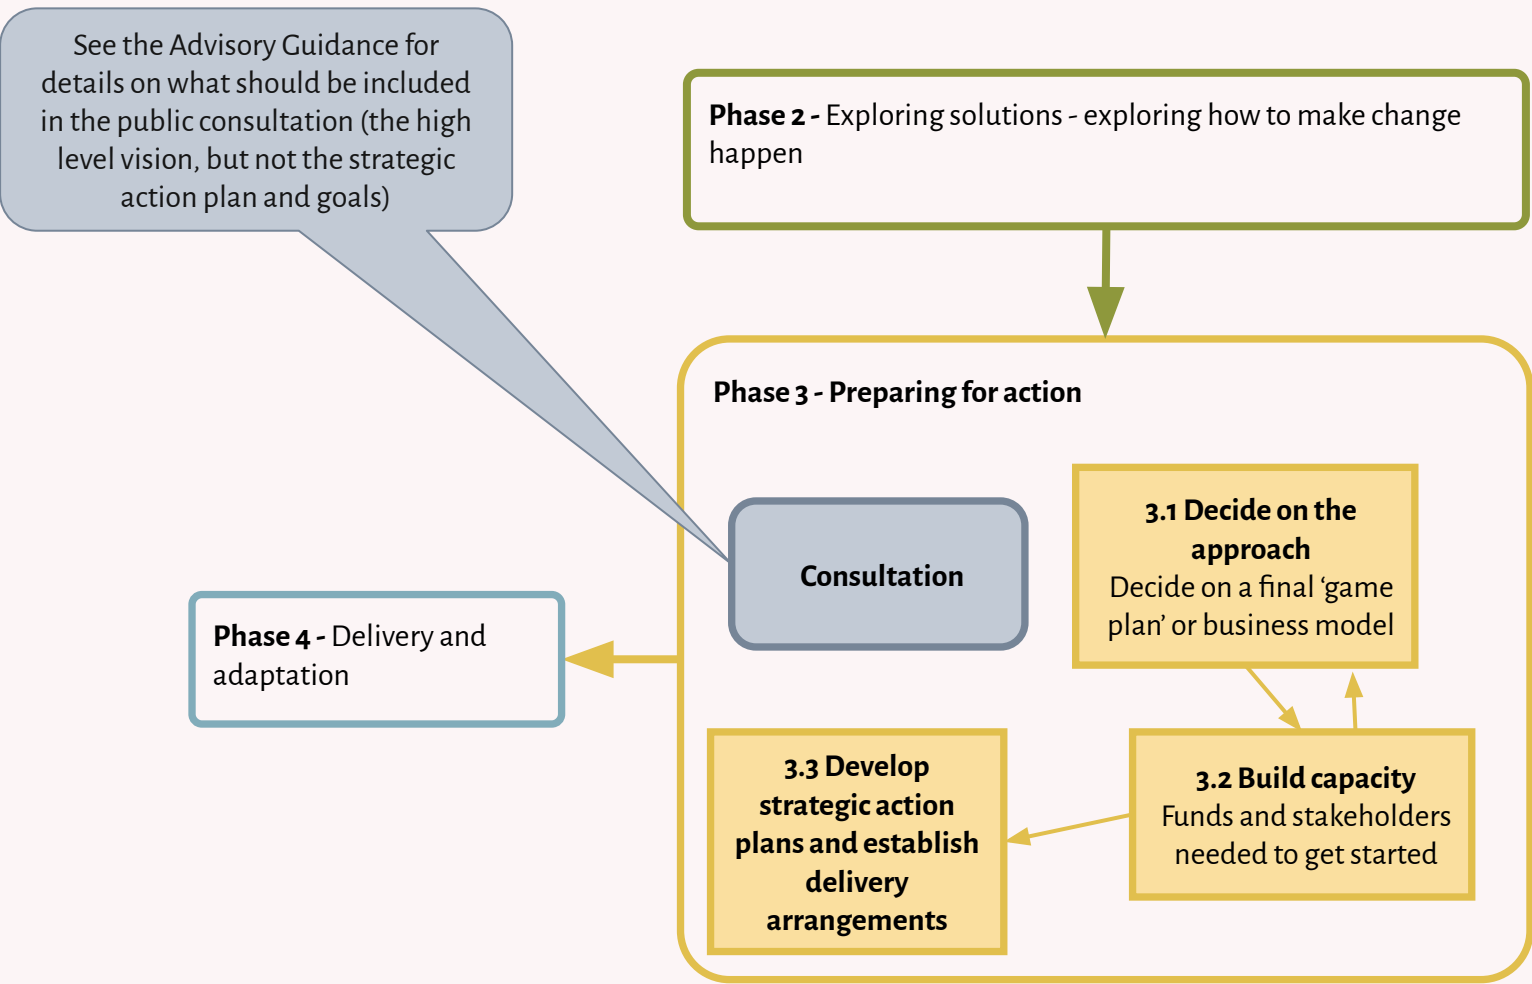 See the Advisory Guidance for
details on what should be included
in the public consultation (the high
level vision, but not the strategic
action plan and goals)
Phase 2 - Exploring solutions - exploring how to make change
happen
Phase 3 - Preparing for action
Consultation
3.1 Decide on the
approach
Decide on a final ‘game
plan’ or business model
3.2 Build capacity
Funds and stakeholders
needed to get started
3.3 Develop
strategic action
plans and establish
delivery
arrangements
Phase 4 - Delivery and
adaptation